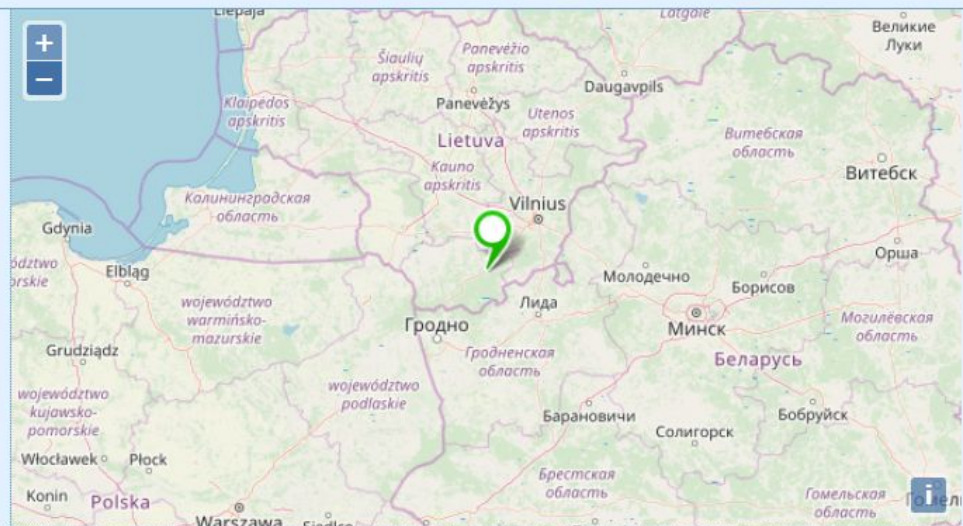 Liepaja
Latgale
Великие
Луки
+
−
Šiaulių
apskritis
Panevėžio
apskritis
Daugavpils
Klaipėdos
apskritis
Panevėžys
Utenos
apskritis
Lietuva
Витебская
область
Kauno
apskritis
Витебск
Калининградская
область
Vilnius
Gdynia
Орша
Elbląg
Молодечно
Борисов
województwo
warmińsko-
mazurskie
Лида
Гродно
Минск
Могилёвская
область
Grudziądz
Гродненская
область
Беларусь
województwo
podlaskie
województwo
kujawsko-
pomorskie
Барановичи
Бобруйск
Солигорск
Włocławek
Płock
Брестская
область
Konin
Polska
Гомельская
область
i
Warszawa
Siedlce